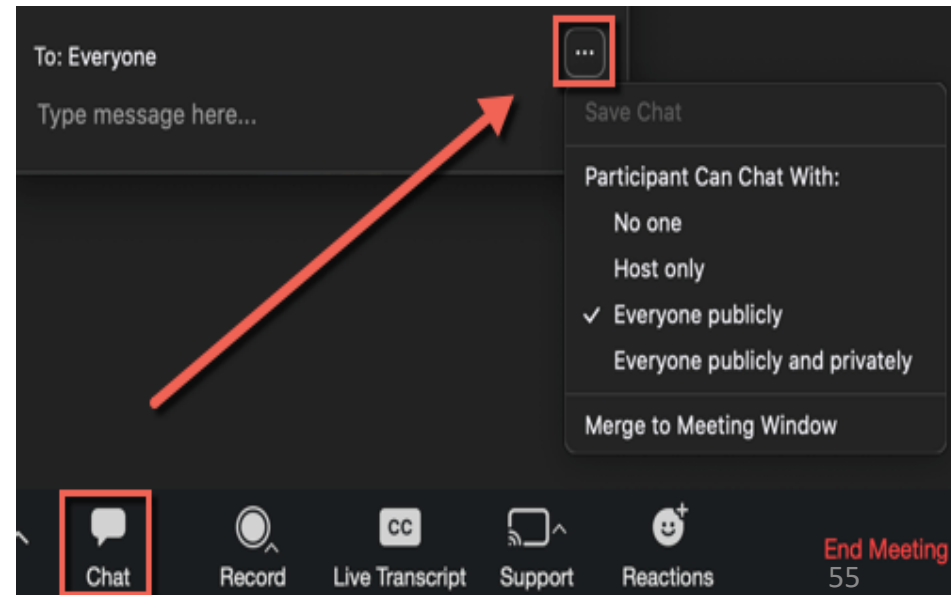 To: Everyone
...
Type message here...
Save Chat
Participant Can Chat With:
No one
Host only
✓ Everyone publicly
Everyone publicly and privately
Merge to Meeting Window
CC
Chat Record Live Transcript Support Reactions End Meeting
55